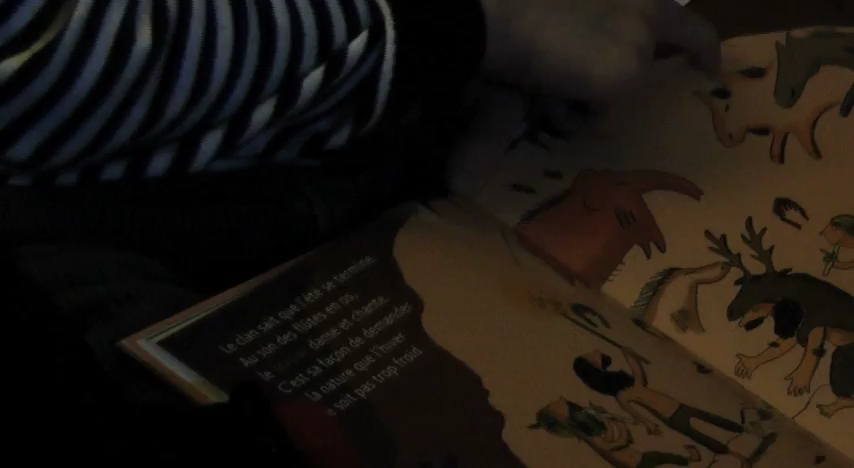 Le clan sait que l'été se termine.
Au son des flûtes en os,
le danse et chante.
C'est sa façon de demander
la nature que l'hiver
e soit pas trop froid